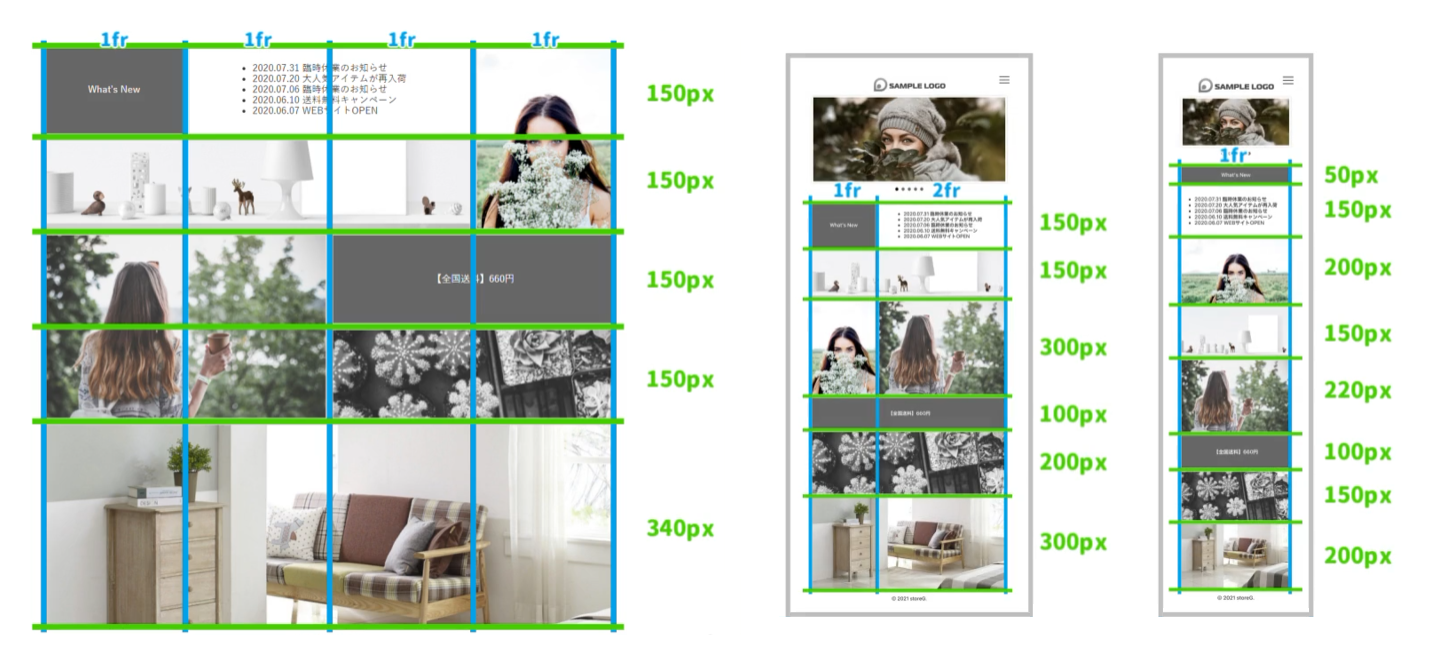 1fr
1fr
1fr
1fr
What's New
2020.07.31 臨時休業のお知らせ
2020.07.20 大人気アイテムが再入荷
2020.07.06 臨時休業のお知らせ
2020.06.10 送料無料キャンペーン
2020.06.07 WEBサイトOPEN
【全国送料】660円
150px
150px
150px
150px
340px
SAMPLE LOGO
1fr
2fr
What's New
2020.07.31 臨時休業のお知らせ
2020.07.20 大人気アイテムが再入荷
2020.07.06 臨時休業のお知らせ
2020.06.10 送料無料キャンペーン
2020.06.07 WEBサイトOPEN
【全国送料】660円
© 2021 storeG.
150px
150px
300px
100px
200px
300px
SAMPLE LOGO
1fr
What's New
2020.07.31 臨時休業のお知らせ
2020.07.20 大人気アイテムが再入荷
2020.07.06 臨時休業のお知らせ
2020.06.10 送料無料キャンペーン
2020.06.07 WEBサイトOPEN
【全国送料】660円
© 2021 storeG.
50px
150px
200px
150px
220px
100px
150px
200px